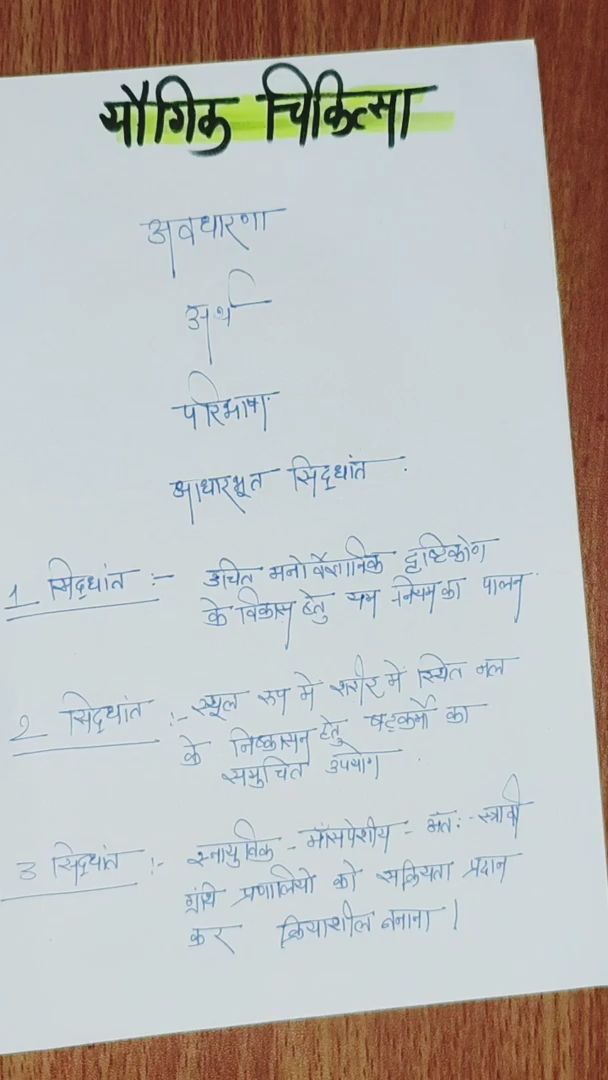 यौगिक चिकित्सा
अवधारणा
अर्थ
परिभाषा
आधारभूत सिद्धांत .
1 सिद्धांत :- उचित मनोवैज्ञानिक दृष्टिकोण
के विकास हेतु यम -नियम का पालन.
2 सिद्धांत :- स्थूल रूप में शरीर में स्थित मल
के निष्कासन हेतु षट्कर्मों का
समुचित उपयोग .
3 सिद्धांत :- स्नायुविक - माँसपेशीय - अंत: - स्त्रावी
ग्रंथि प्रणालियो को सक्रियता प्रदान
कर क्रियाशील बनाना |